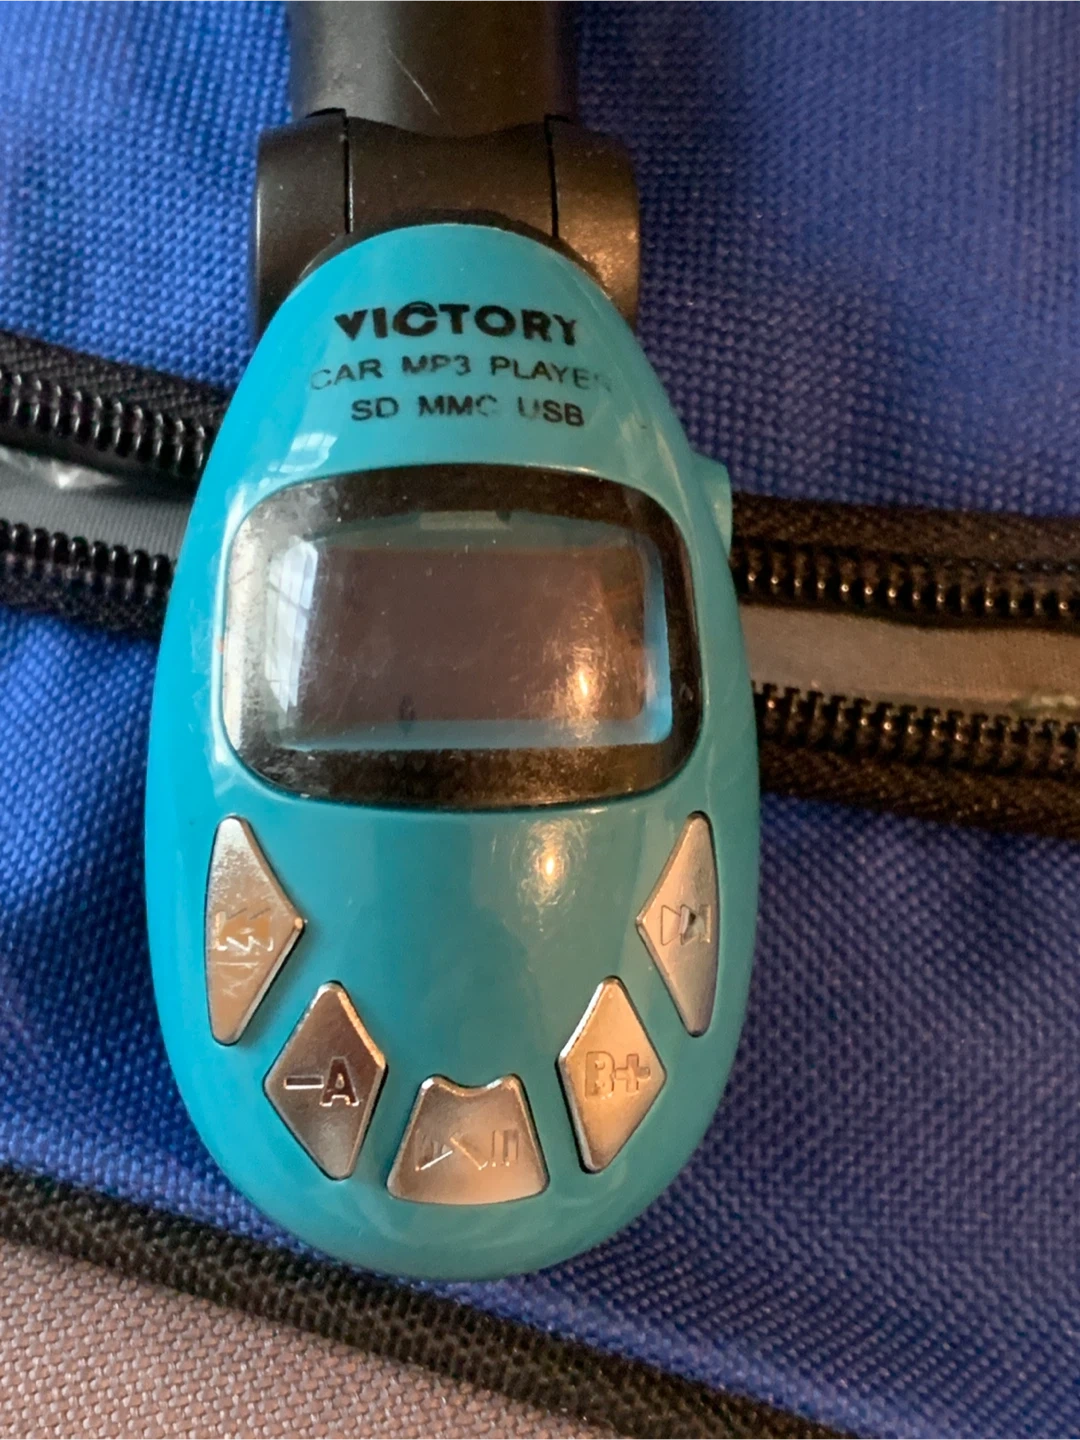 VICTORY
CAR MP3 PLAYER
SD MMC USB
-A
B+